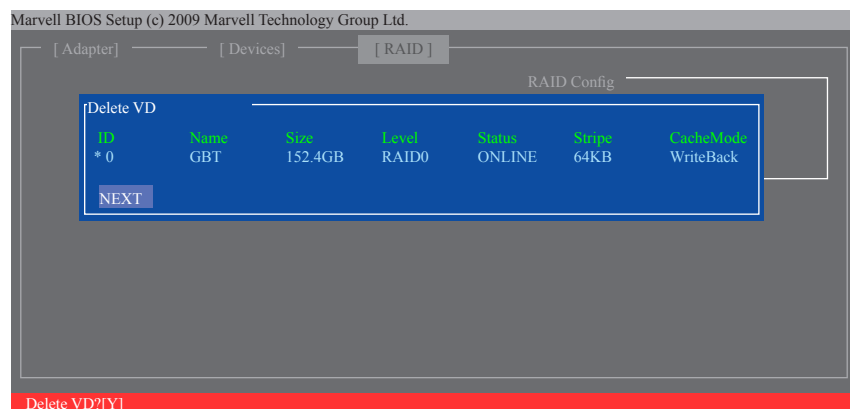 Marvell BIOS Setup (c) 2009 Marvell Technology Group Ltd.
[ Adapter] [ Devices] [ RAID ]
RAID Config
Delete VD
ID Name Size Level Status Stripe CacheMode
* 0 GBT 152.4GB RAID0 ONLINE 64KB WriteBack
NEXT
Delete VD?[Y]